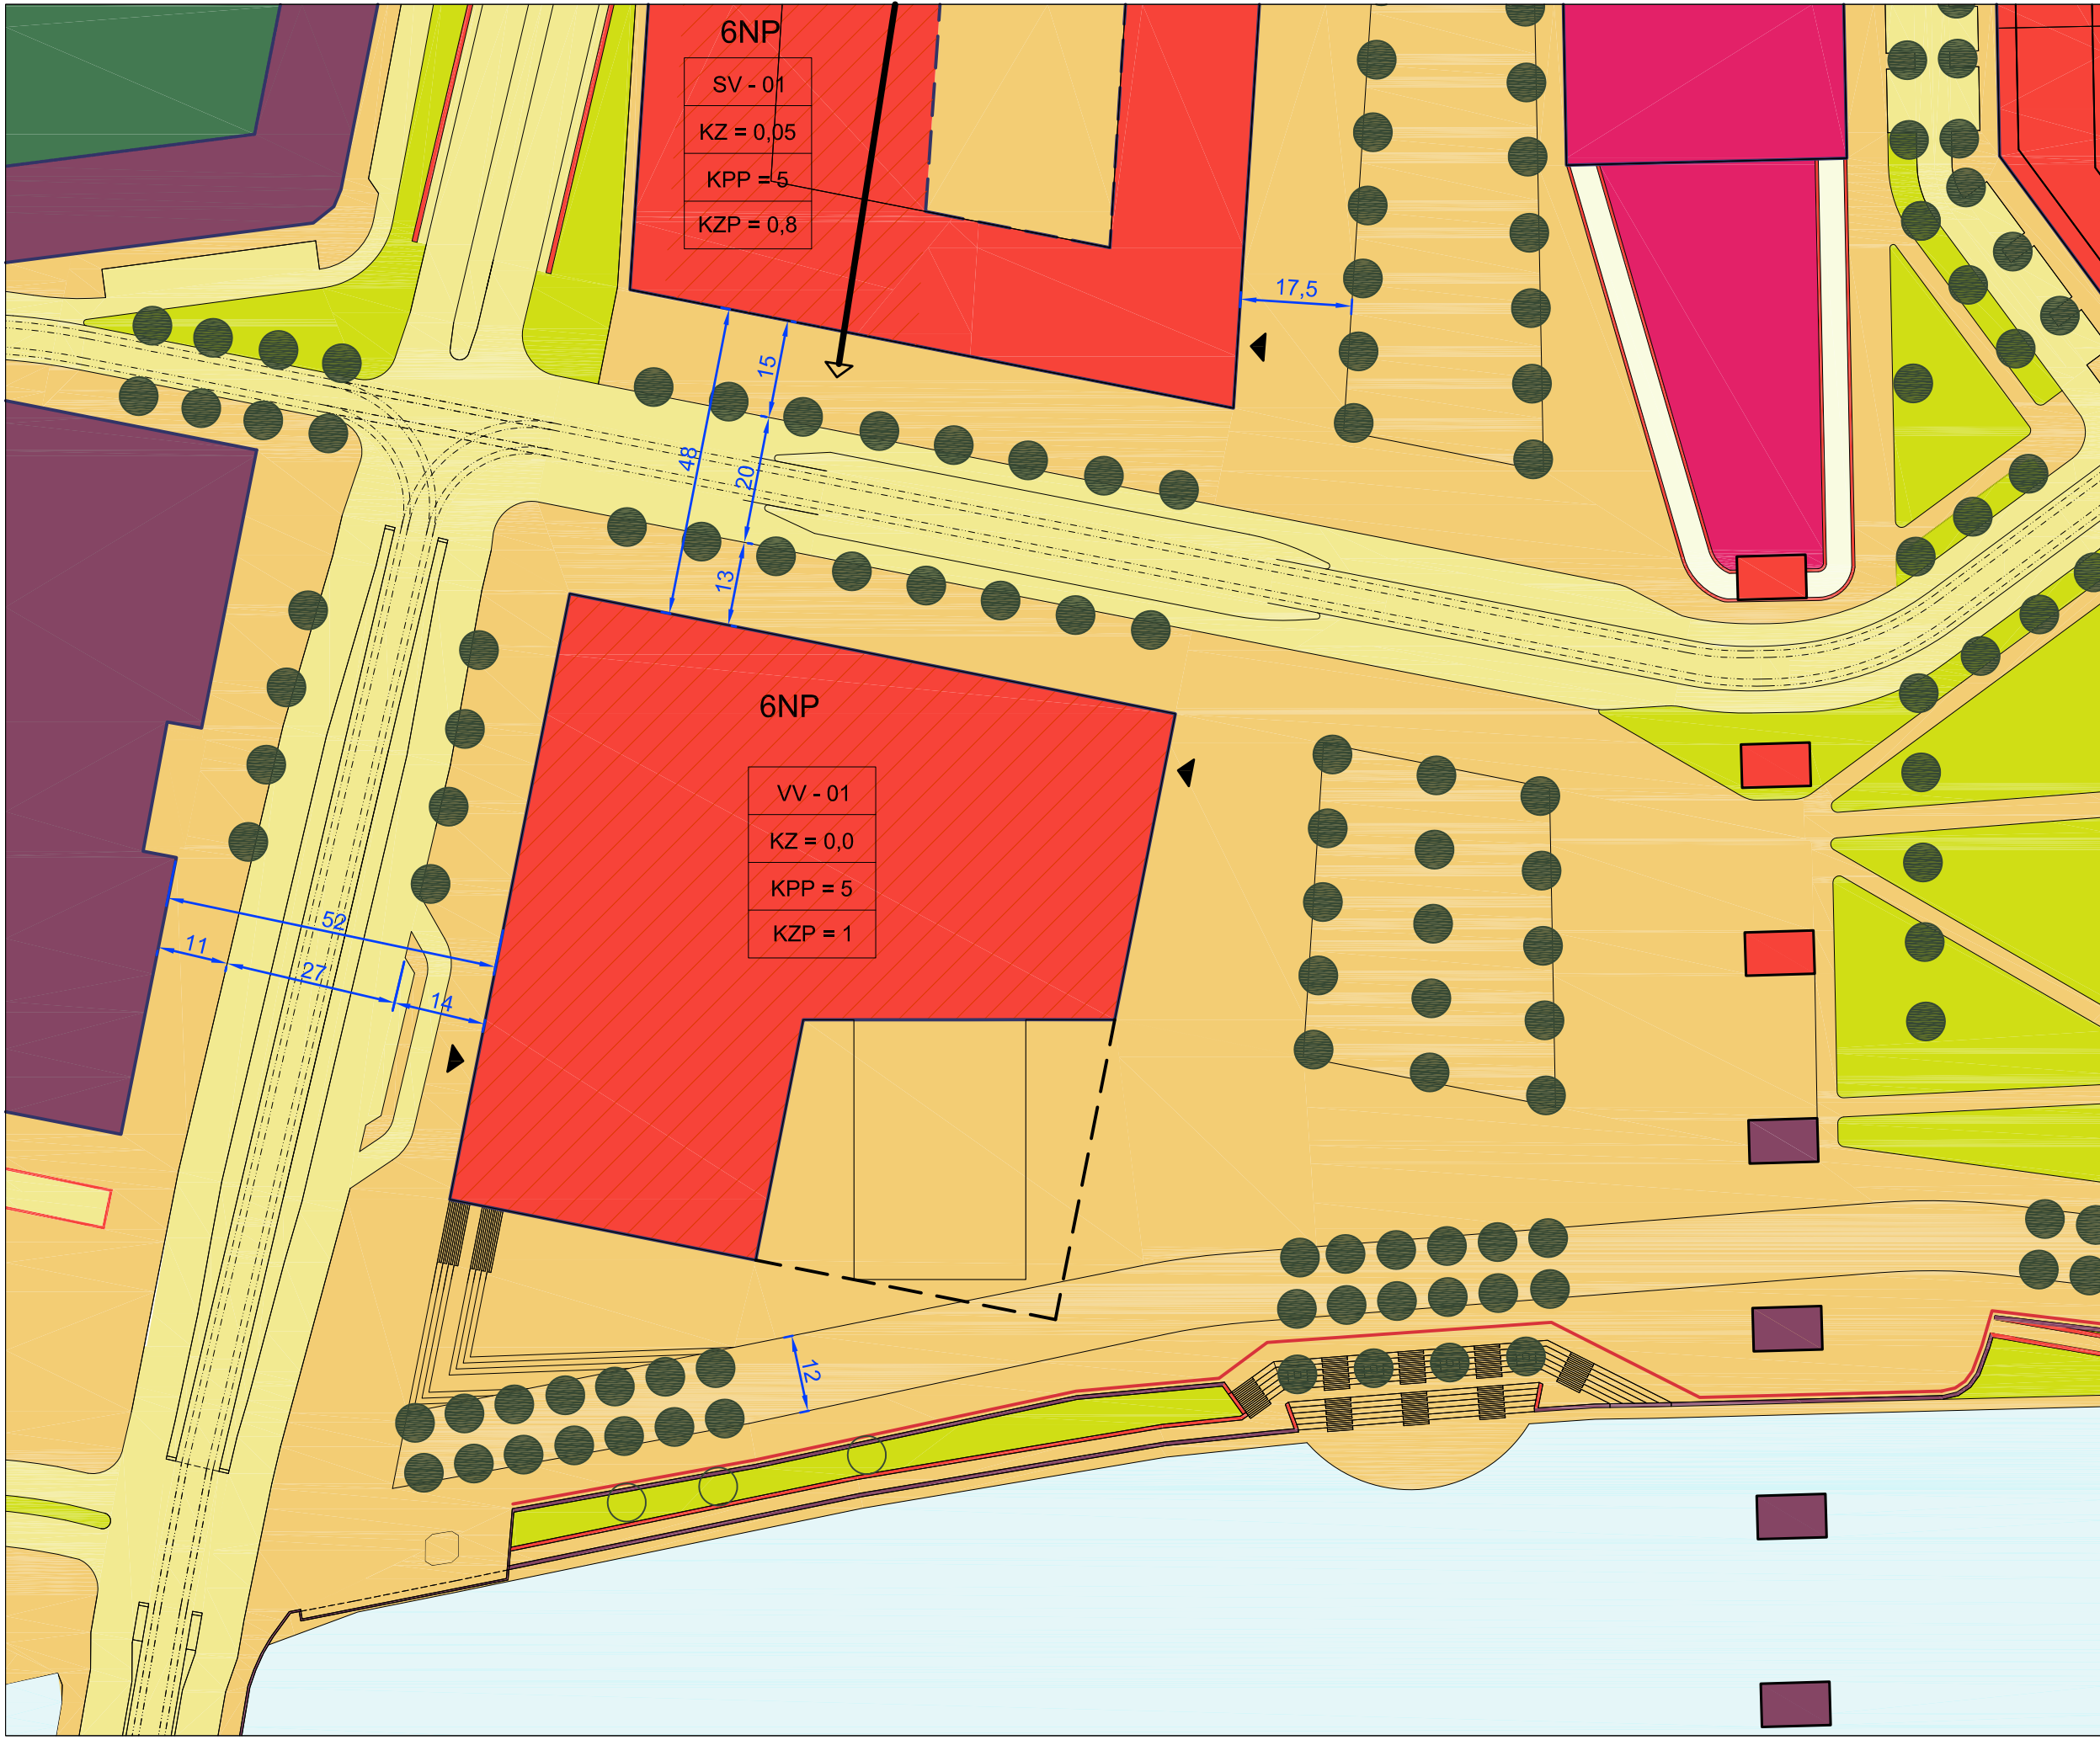 6NP
SV - 01
KZ = 0,05
KPP = 5
KZP = 0,8
17,5
15
48
20
13
6NP
VV - 01
KZ = 0,0
KPP = 5
KZP = 1
52
11
27
14
12